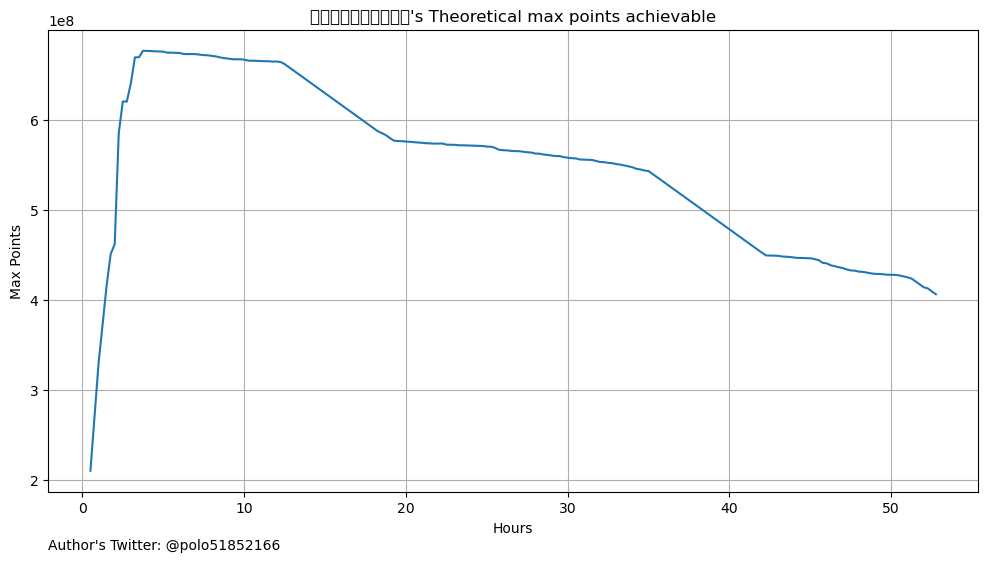 's Theoretical max points achievable
1e8
6
5
4
3
2
Max Points
0 10 20 30 40 50
Hours
Author's Twitter: @polo51852166